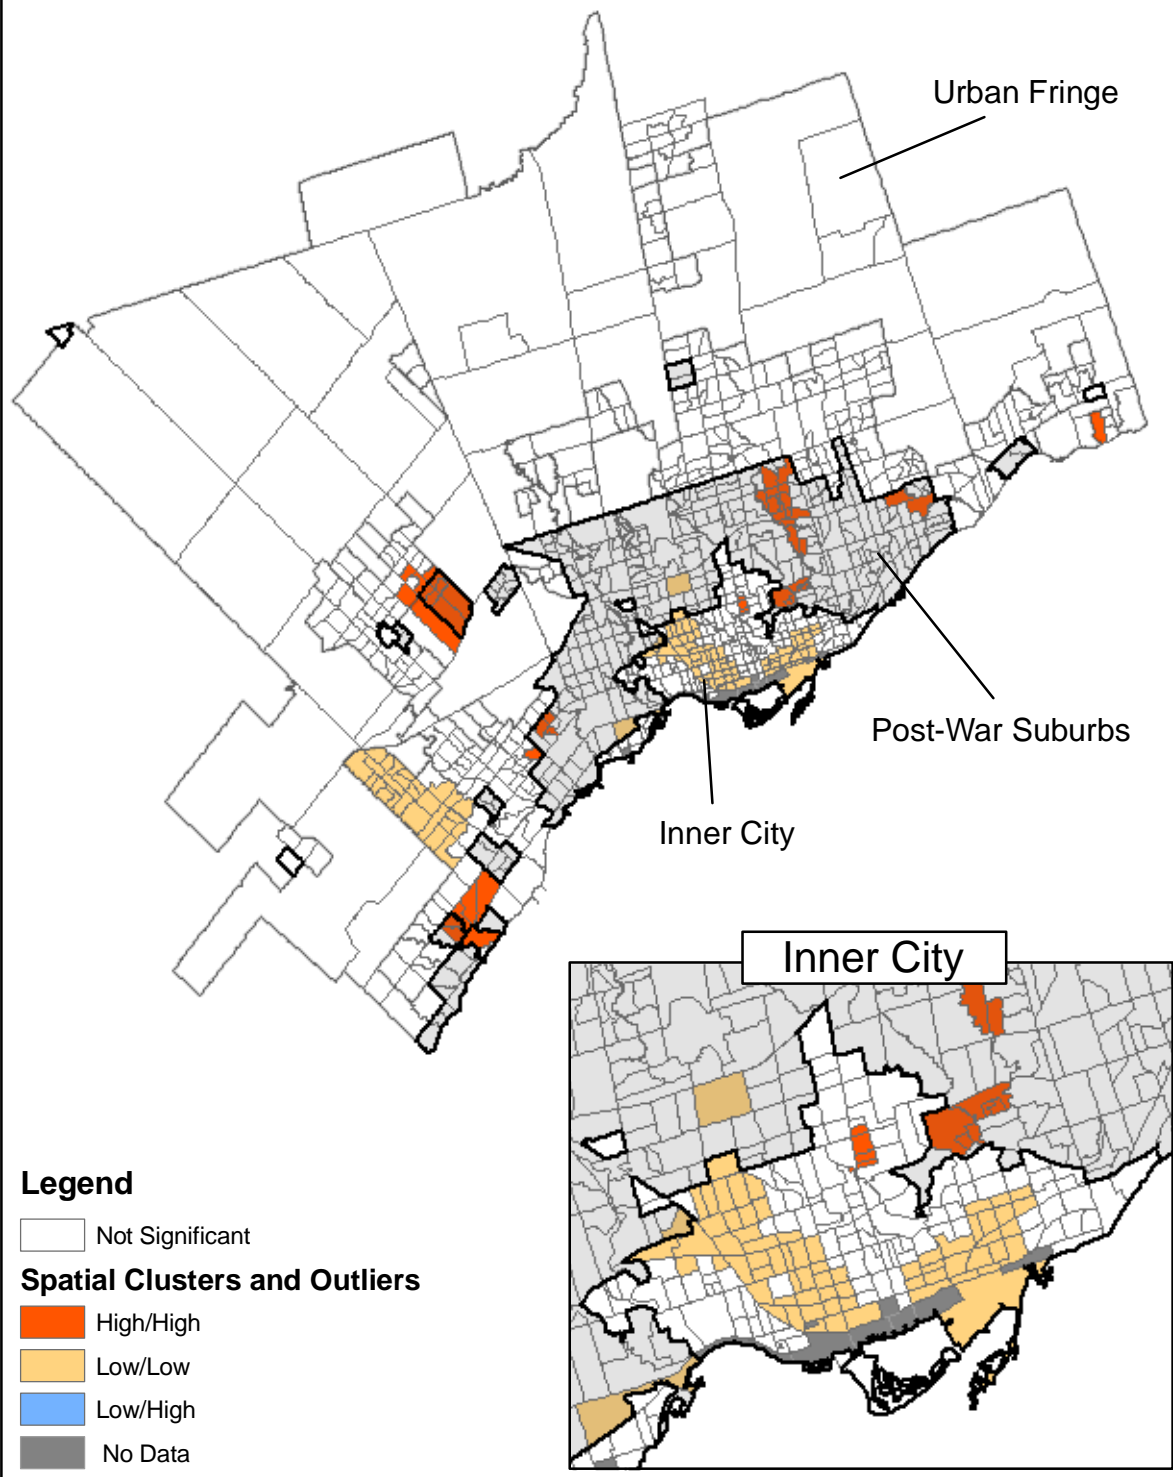 Urban Fringe
Post-War Suburbs
Inner City
Inner City
Legend
Not Significant
Spatial Clusters and Outliers
High/High
Low/Low
Low/High
No Data